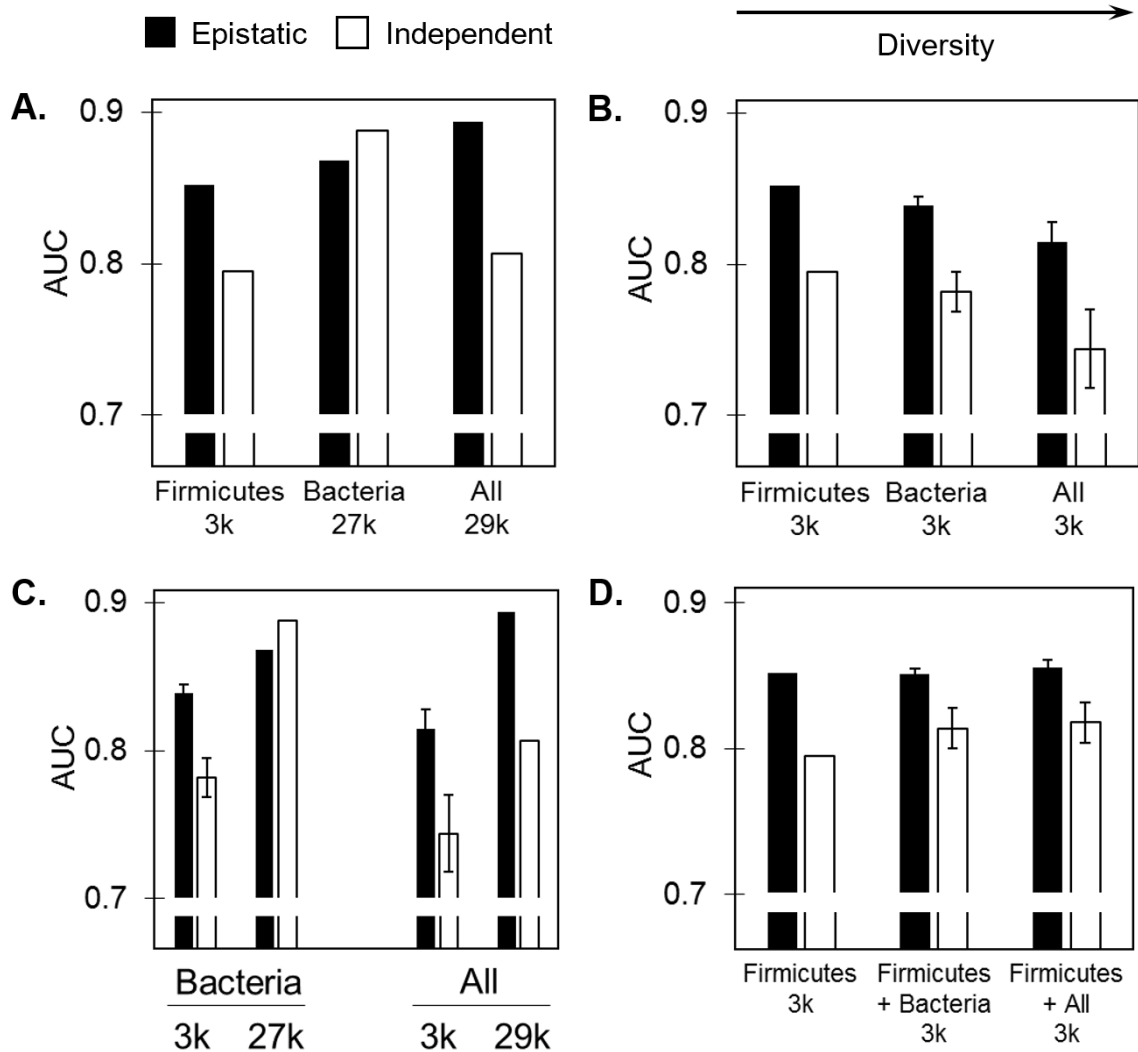 Epistatic Independent
Diversity
A.
0.9
0.8
0.7
AUC
Firmicutes Bacteria All
3k 27k 29k
B.
0.9
0.8
0.7
AUC
Firmicutes Bacteria All
3k 3k 3k
C.
0.9
0.8
0.7
AUC
Bacteria All
3k 27k 3k 29k
D.
0.9
0.8
0.7
AUC
Firmicutes Firmicutes Firmicutes
3k + Bacteria + All
3k 3k